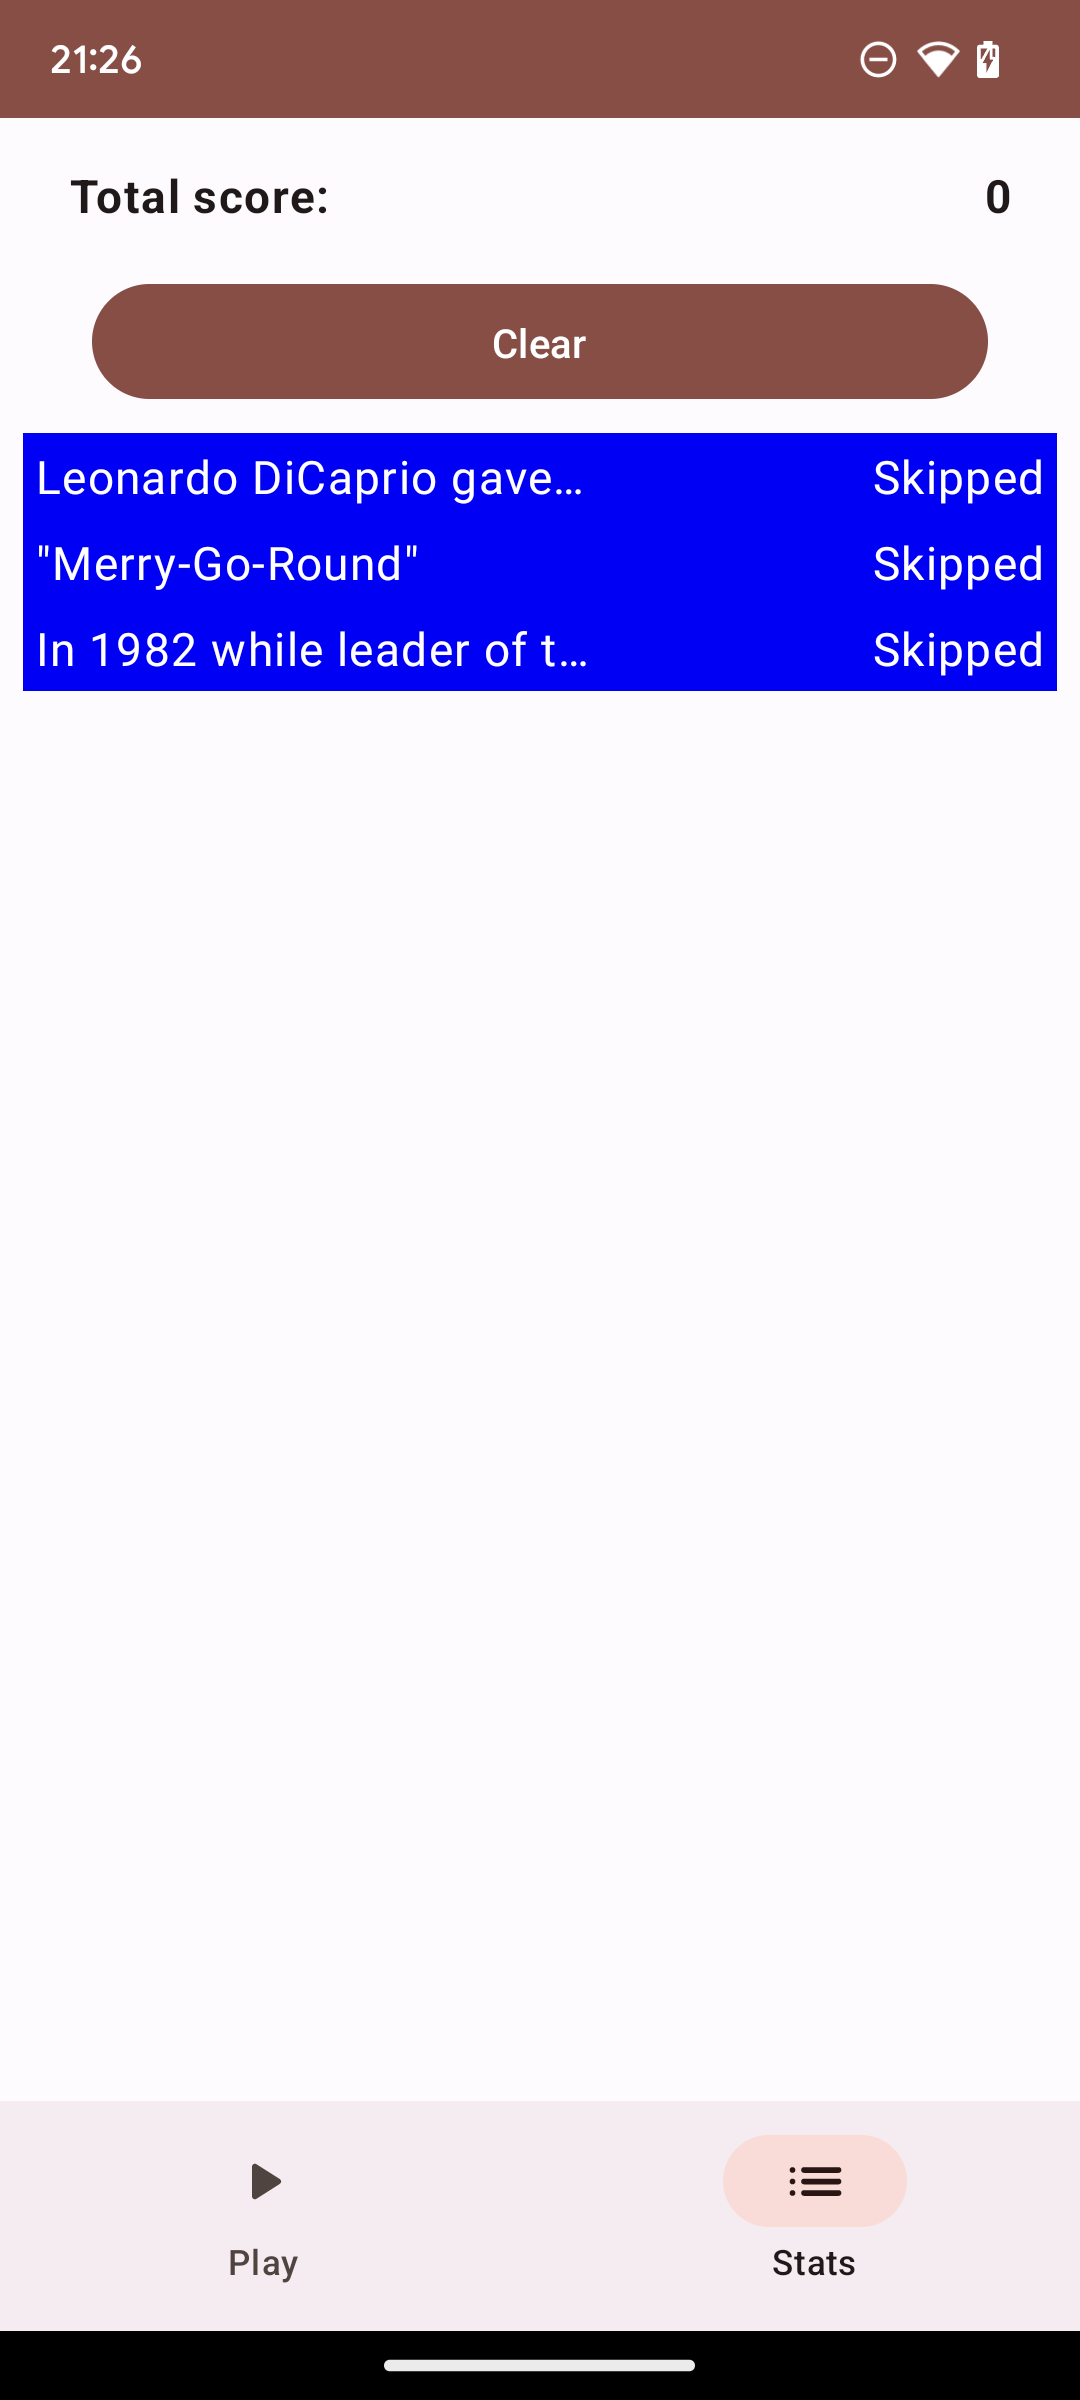 21:26
Total score: 0
Clear
Leonardo DiCaprio gave... Skipped
"Merry-Go-Round" Skipped
In 1982 while leader of t... Skipped
Play Stats